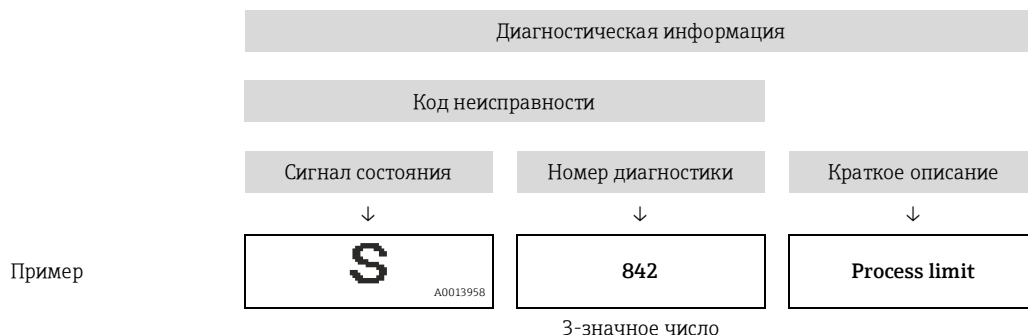 Диагностическая информация
Код неисправности
Сигнал состояния Номер диагностики Краткое описание
↓ ↓ ↓
Пример S A0013958 842 Process limit
3-значное число